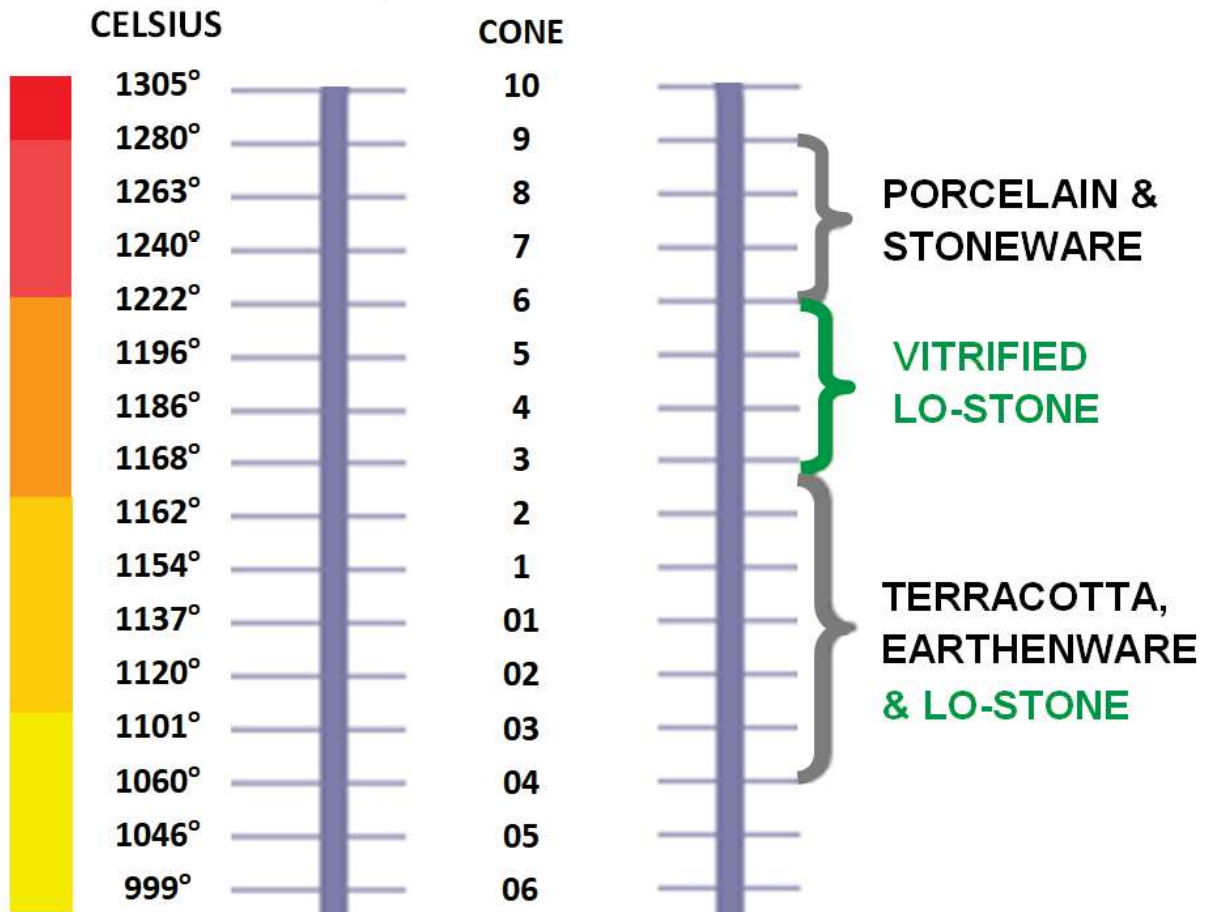 CELSIUS CONE
1305° 10
1280° 9
1263° 8
1240° 7
1222° 6
1196° 5
1186° 4
1168° 3
1162° 2
1154° 1
1137° 01
1120° 02
1101° 03
1060° 04
1046° 05
999° 06
PORCELAIN &
STONEWARE
VITRIFIED
LO-STONE
TERRACOTTA,
EARTHENWARE
& LO-STONE